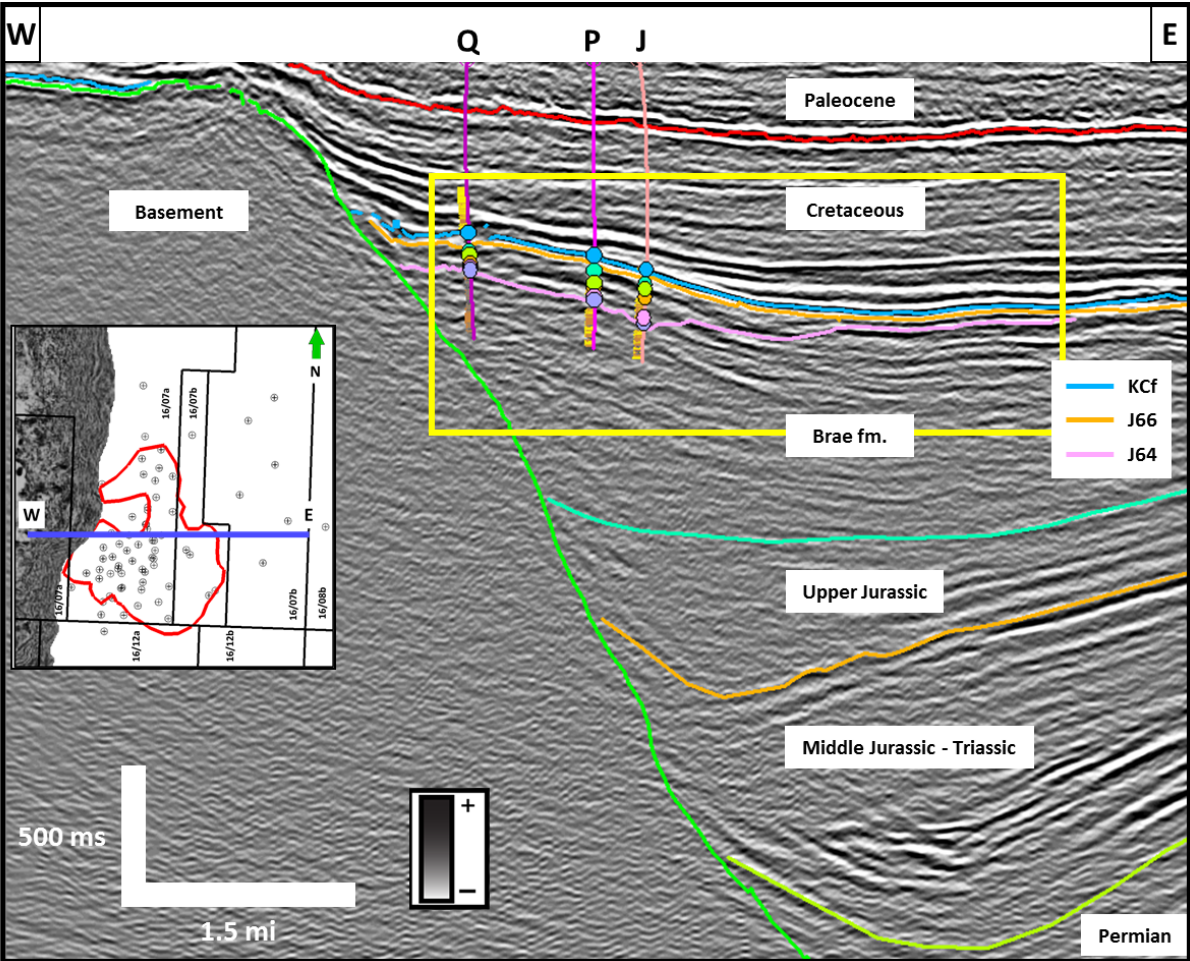 W
E
Q P J
Paleocene
Basement
Cretaceous
KCf
J66
J64
Brae fm.
N
16/07a
16/07b
W
E
16/07a
16/12a
16/12b
16/07b
16/08b
Upper Jurassic
Middle Jurassic - Triassic
500 ms
1.5 mi
+
–
Permian